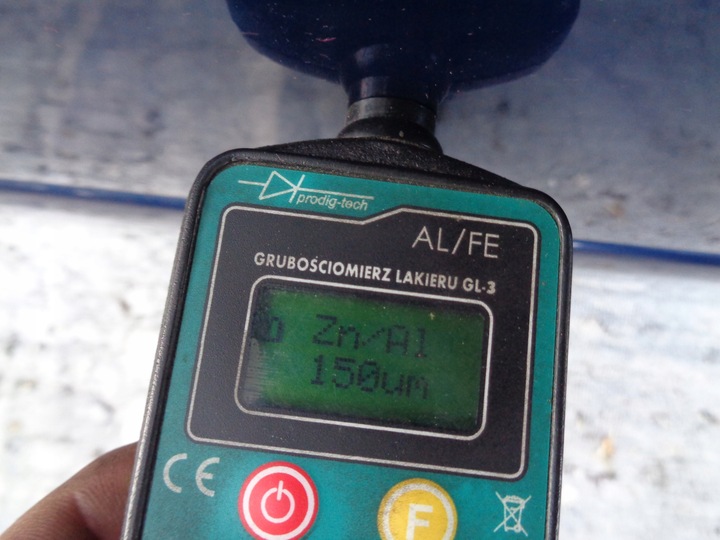 prodig-tech
AL/FE
GRUBOŚCIOMIERZ LAKIERU GL-3
Zn/Al
150um
CE
F